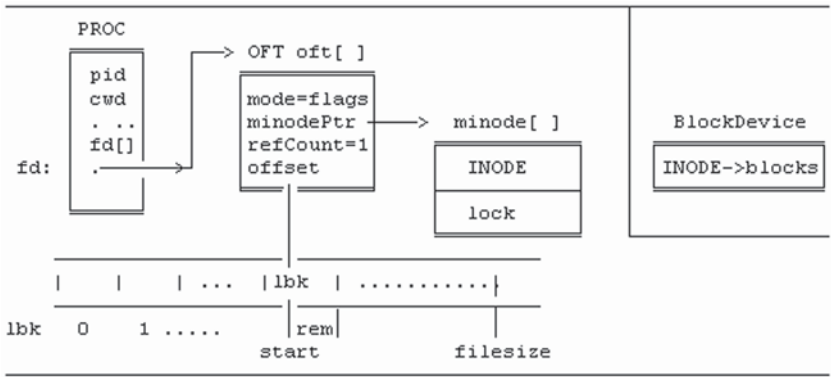 PROC
OFT oft[ ]
pid
cwd
. ..
fd[]
fd: .
mode=flags
minodePtr
refCount=1
offset
minode[ ]
INODE
lock
BlockDevice
INODE->blocks
| | | ... |lbk | ............
lbk 0 1 ..... rem
start filesize